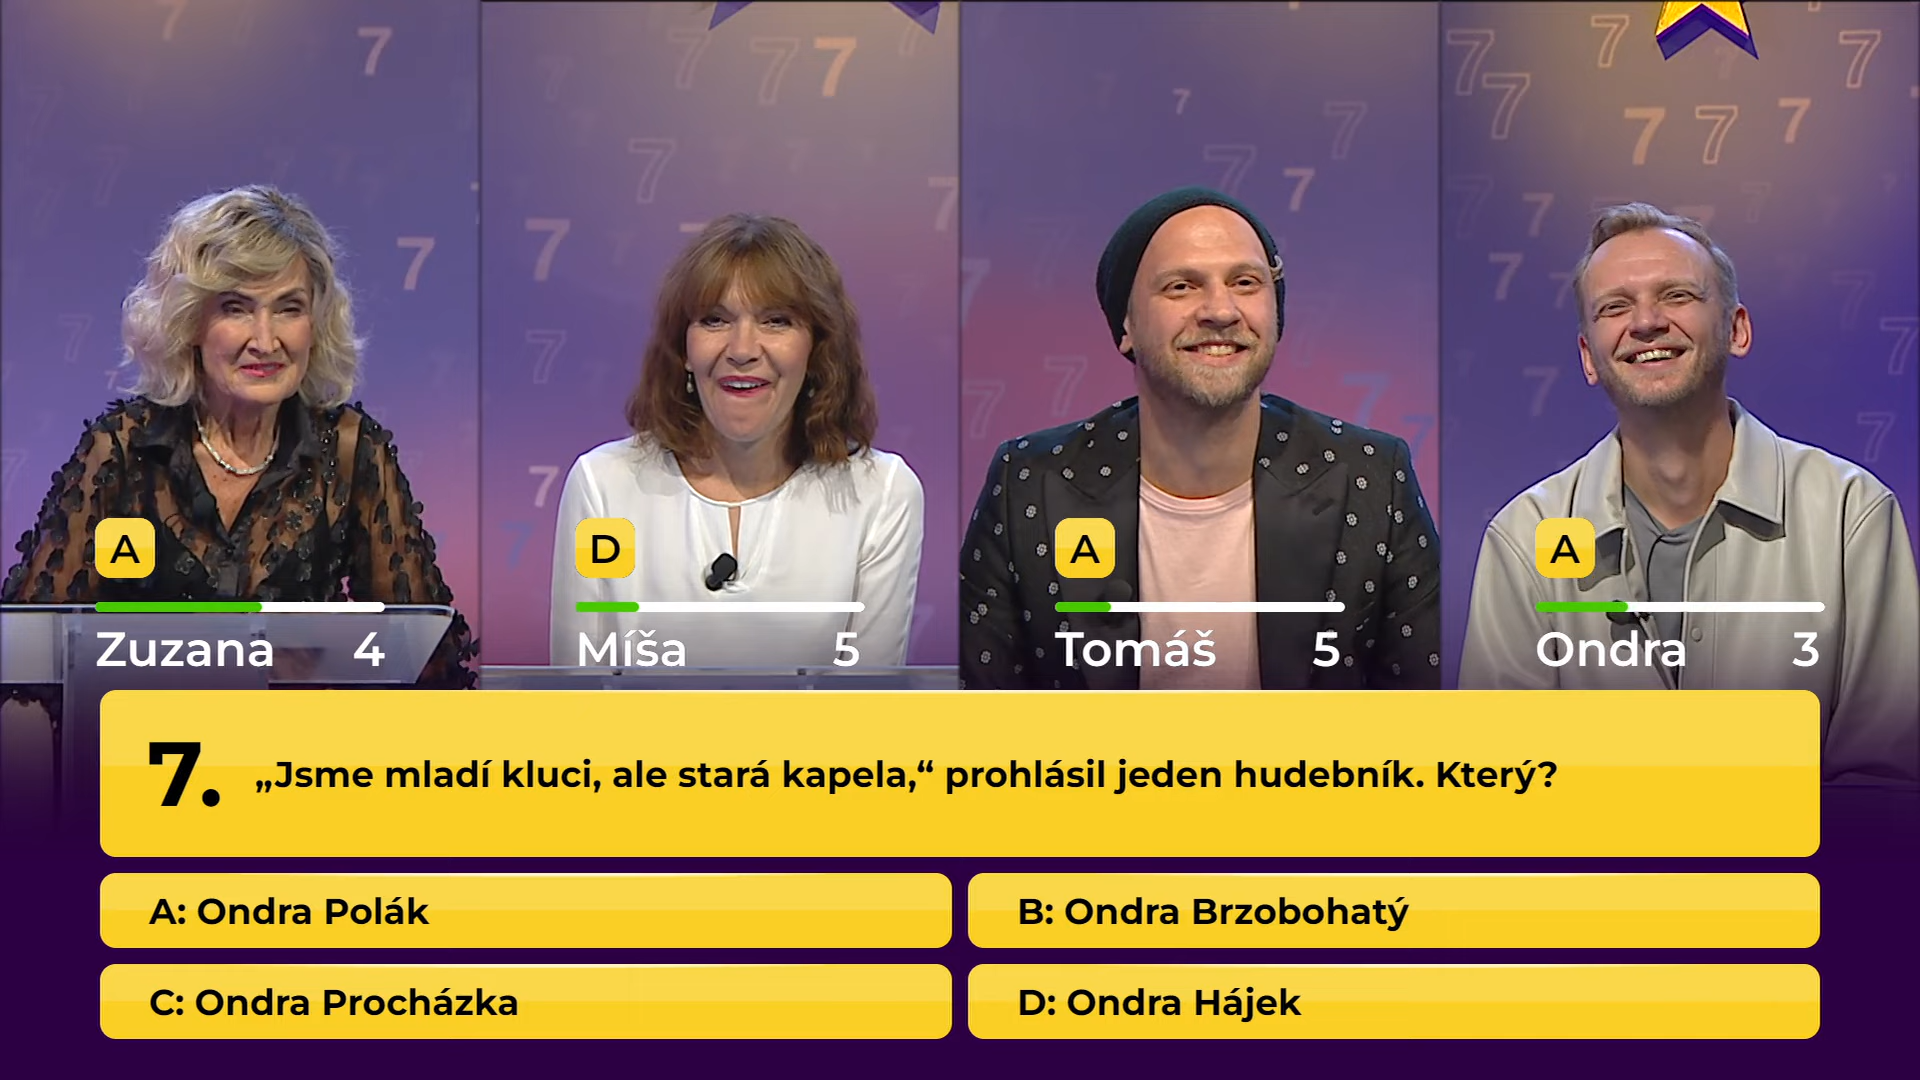 A
D
A
A
Zuzana 4
Míša 5
Tomáš 5
Ondra 3
7. „Jsme mladí kluci, ale stará kapela,“ prohlásil jeden hudebník. Který?
A: Ondra Polák
B: Ondra Brzobohatý
C: Ondra Procházka
D: Ondra Hájek